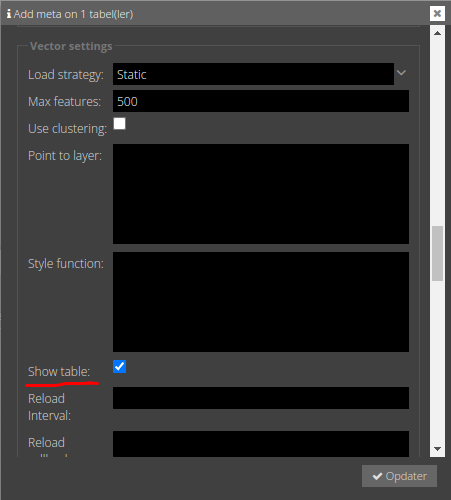 Add meta on 1 tabel(ler)
Vector settings
Load strategy: Static
Max features: 500
Use clustering:
Point to layer:
Style function:
Show table:
Reload
Interval:
Reload
Opdater